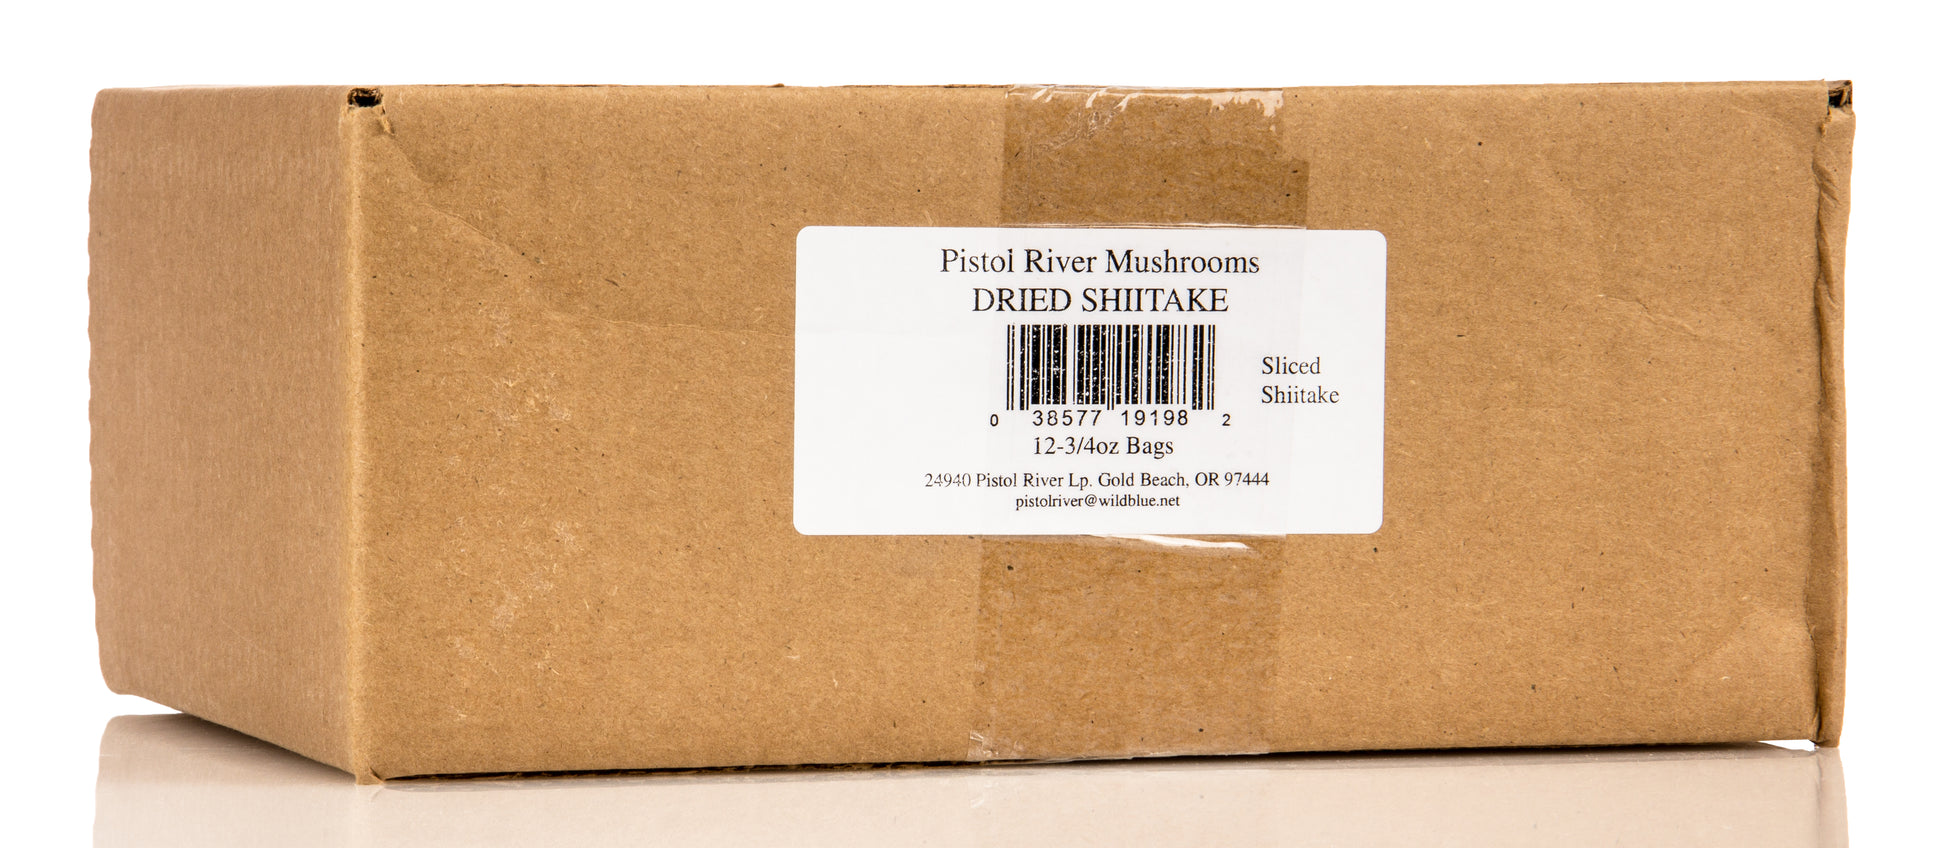 Pistol River Mushrooms
DRIED SHIITAKE
Sliced
Shiitake
0 38577 19198 2
12-3/4oz Bags
24940 Pistol River Lp. Gold Beach, OR 97444
pistolriver@wildblue.net